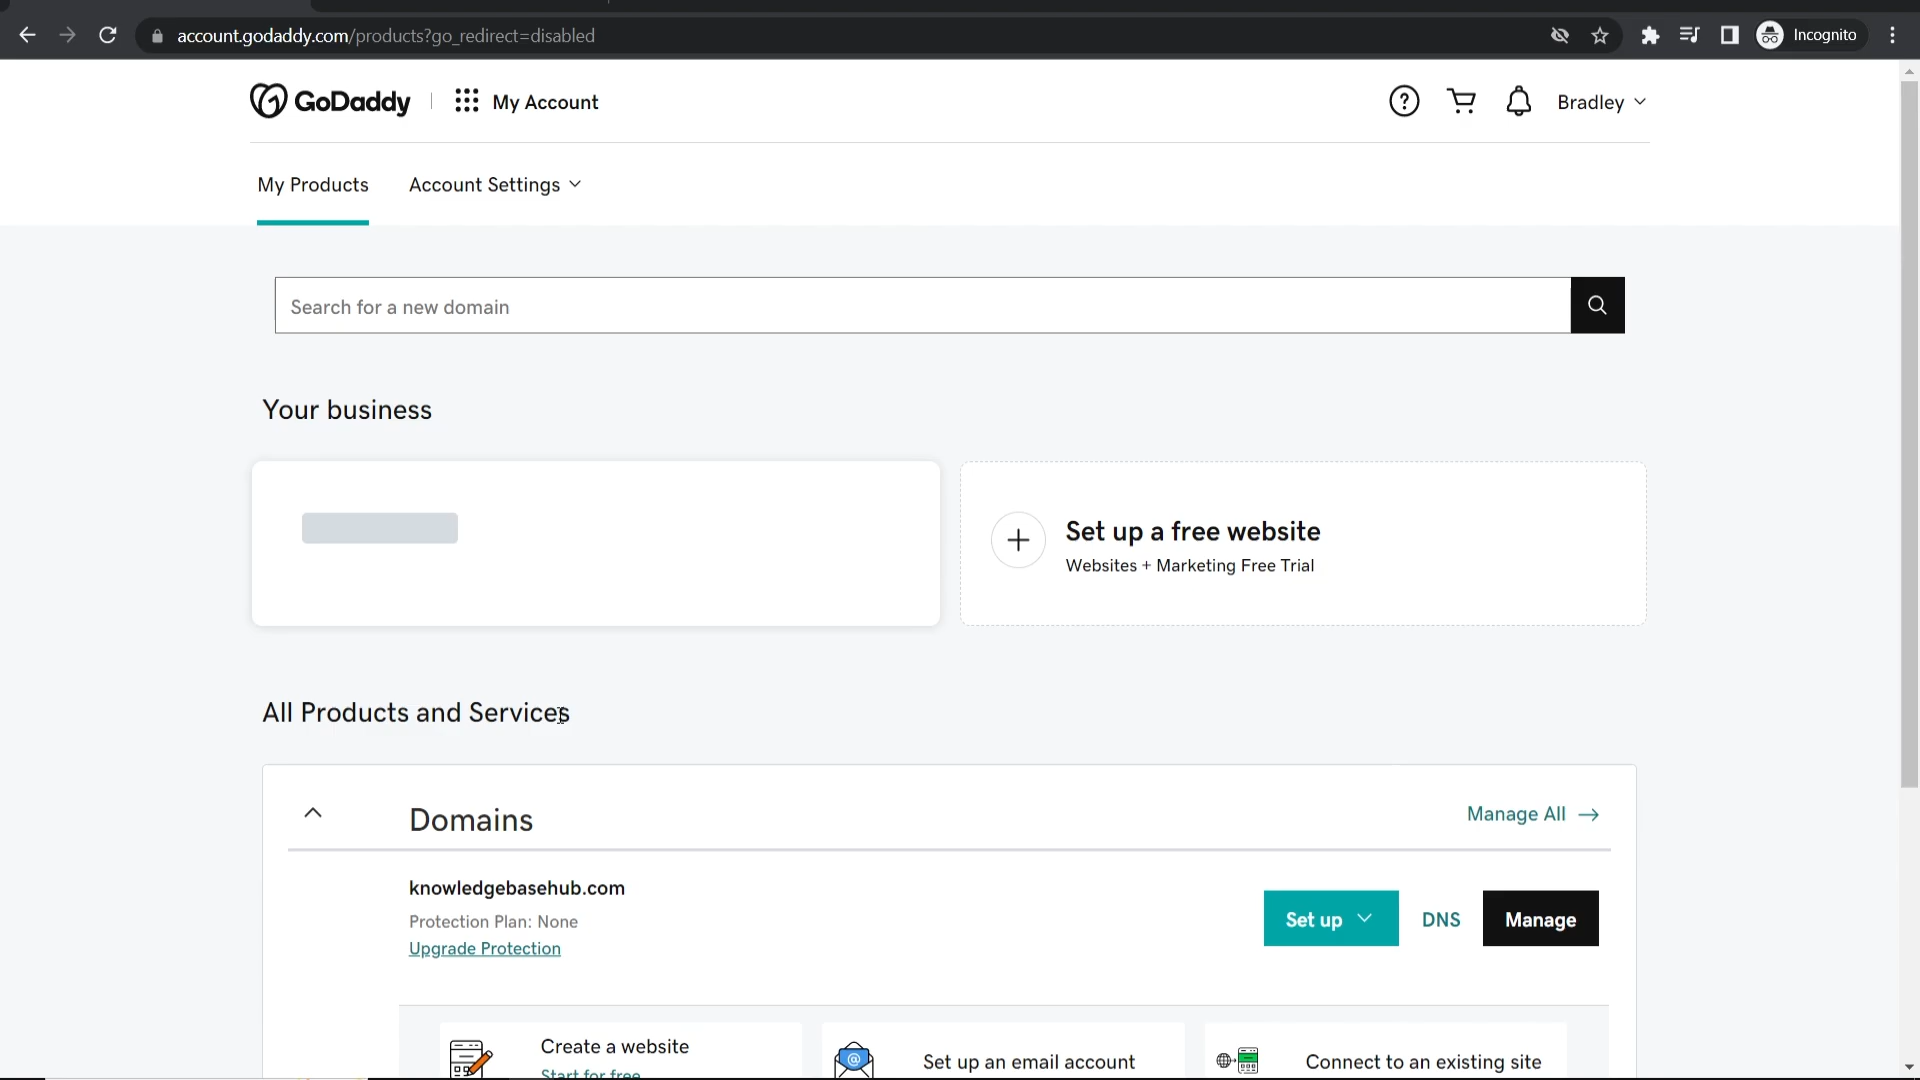 account.godaddy.com/products?go_redirect=disabled
Incognito
GoDaddy
My Account
Bradley
My Products
Account Settings
Search for a new domain
Your business
Set up a free website
Websites + Marketing Free Trial
All Products and Services
Domains
Manage All
knowledgebasehub.com
Protection Plan: None
Upgrade Protection
Set up
DNS
Manage
Create a website
Start for free
Set up an email account
Connect to an existing site